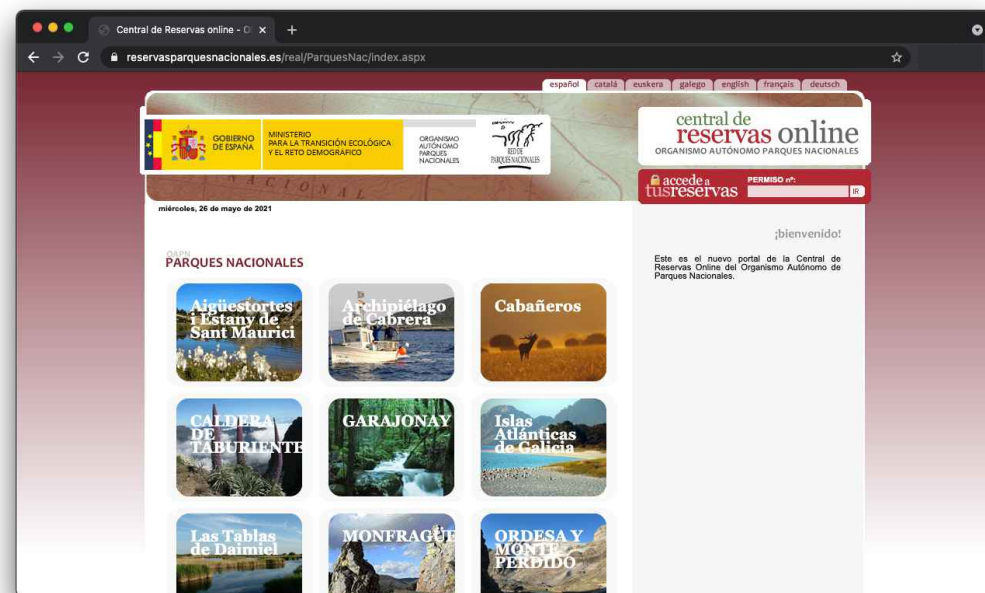 Central de Reservas online - O
reservasparquesnacionales.es/real/ParquesNac/index.aspx
español català euskera galego english français deutsch
GOBIERNO
DE ESPAÑA
MINISTERIO
PARA LA TRANSICIÓN ECOLÓGICA
Y EL RETO DEMOGRÁFICO
ORGANISMO
AUTÓNOMO
PARQUES
NACIONALES
RED DE
PARQUES NACIONALES
NACIONAL
central de
reservas online
ORGANISMO AUTÓNOMO PARQUES NACIONALES
accede a
tusreservas
PERMISO nº:
IR
miércoles, 26 de mayo de 2021
¡bienvenido!
Este es el nuevo portal de la Central de
Reservas Online del Organismo Autónomo de
Parques Nacionales.
OAPN
PARQUES NACIONALES
Aigüestortes
i Estany de
Sant Maurici
Archipiélago
de Cabrera
Cabañeros
CALDERA
DE
TABURIENTE
GARAJONAY
Islas
Atlánticas
de Galicia
Las Tablas
de Daimiel
MONFRAGÜE
ORDESA Y
MONTE
PERDIDO